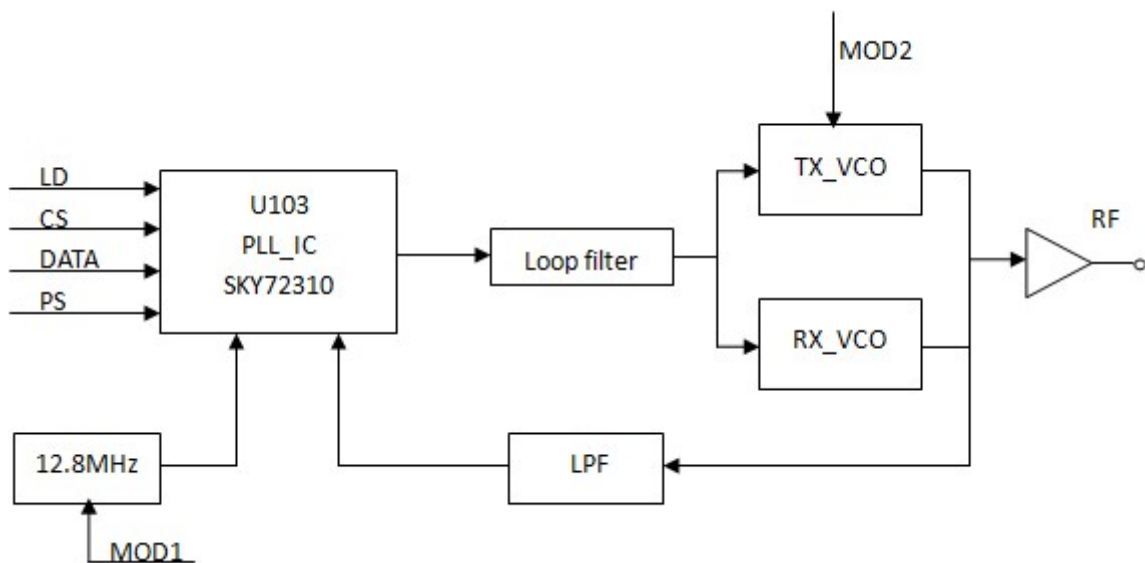 MOD2
TX_VCO
LD
CS
DATA
PS
U103
PLL_IC
SKY72310
Loop filter
RF
RX_VCO
12.8MHz
LPF
MOD1